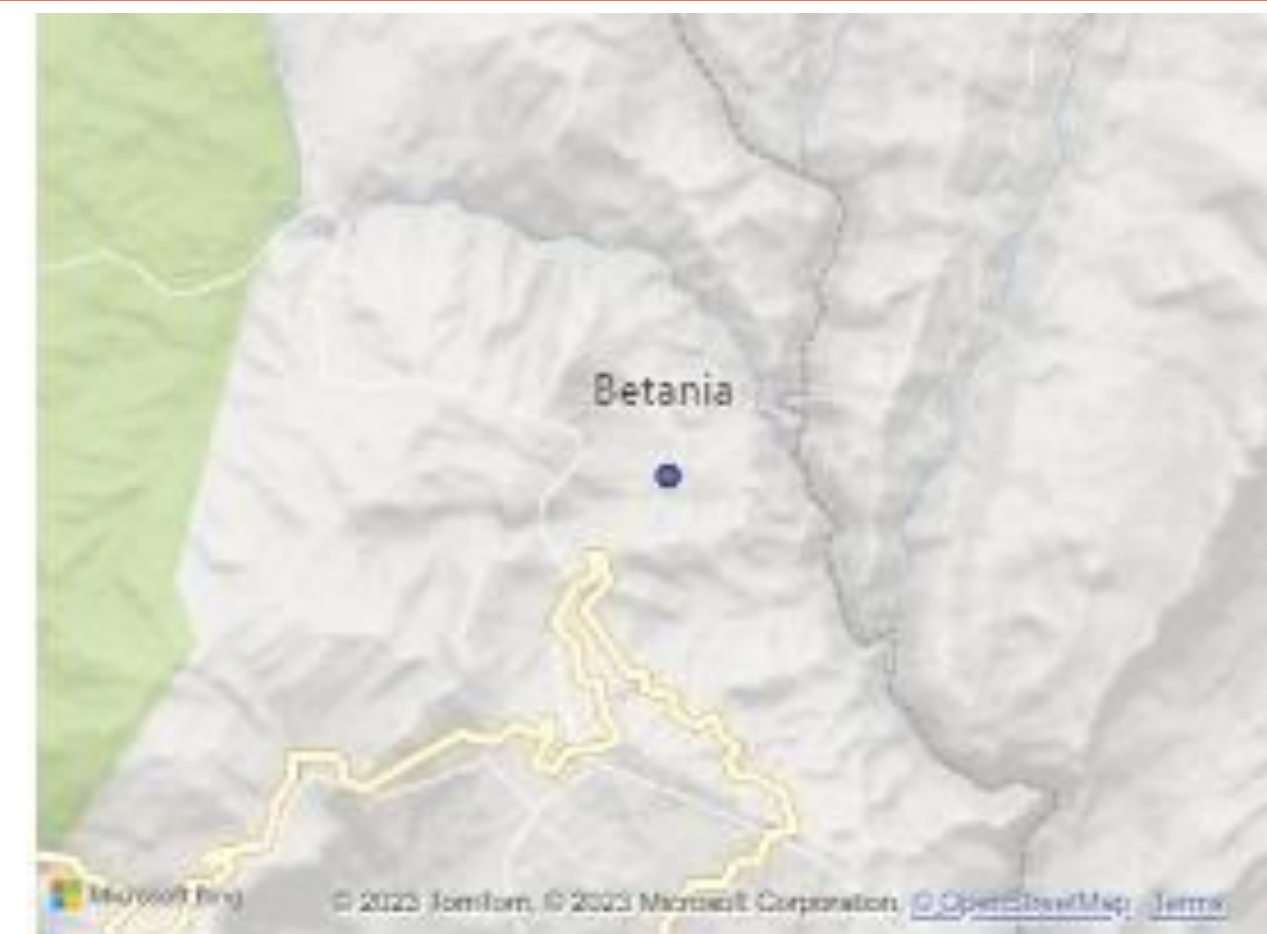 Betania
Microsoft Bing
© 2023 TomTom, © 2023 Microsoft Corporation, © OpenStreetMap Terms